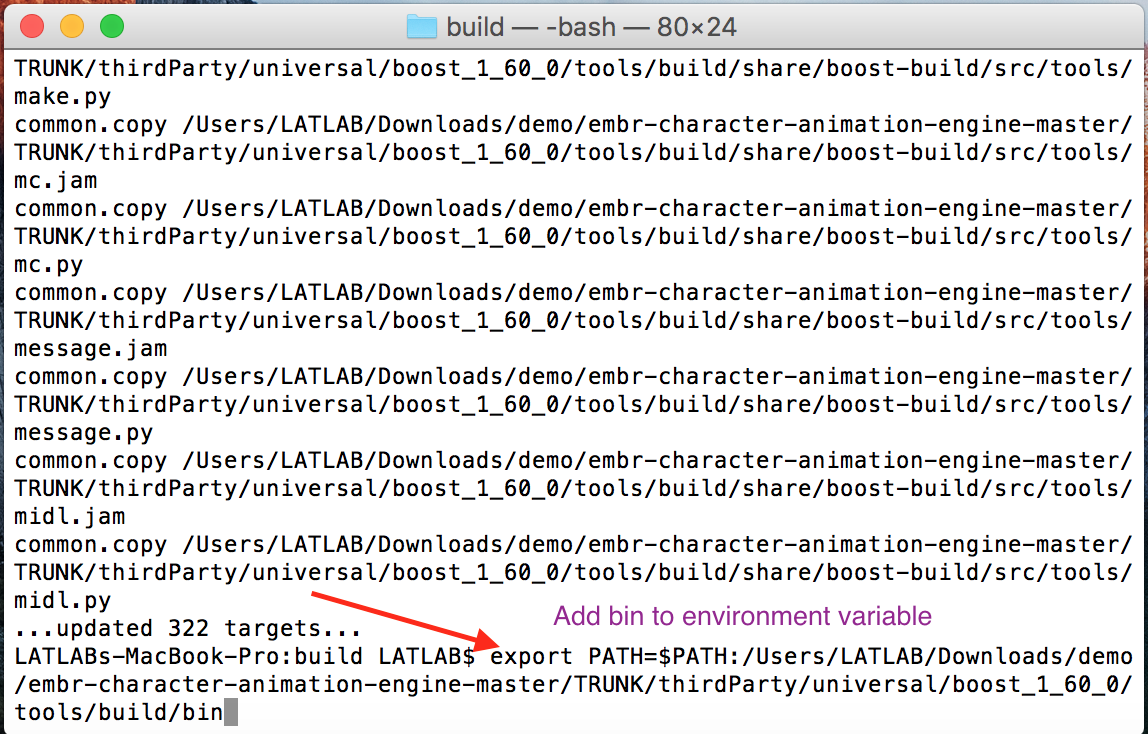 build — -bash — 80×24
TRUNK/thirdParty/universal/boost_1_60_0/tools/build/share/boost-build/src/tools/
make.py
common.copy /Users/LATLAB/Downloads/demo/embr-character-animation-engine-master/
TRUNK/thirdParty/universal/boost_1_60_0/tools/build/share/boost-build/src/tools/
mc.jam
common.copy /Users/LATLAB/Downloads/demo/embr-character-animation-engine-master/
TRUNK/thirdParty/universal/boost_1_60_0/tools/build/share/boost-build/src/tools/
mc.py
common.copy /Users/LATLAB/Downloads/demo/embr-character-animation-engine-master/
TRUNK/thirdParty/universal/boost_1_60_0/tools/build/share/boost-build/src/tools/
message.jam
common.copy /Users/LATLAB/Downloads/demo/embr-character-animation-engine-master/
TRUNK/thirdParty/universal/boost_1_60_0/tools/build/share/boost-build/src/tools/
message.py
common.copy /Users/LATLAB/Downloads/demo/embr-character-animation-engine-master/
TRUNK/thirdParty/universal/boost_1_60_0/tools/build/share/boost-build/src/tools/
midl.jam
common.copy /Users/LATLAB/Downloads/demo/embr-character-animation-engine-master/
TRUNK/thirdParty/universal/boost_1_60_0/tools/build/share/boost-build/src/tools/
midl.py
Add bin to environment variable
...updated 322 targets...
LATLABs-MacBook-Pro:build LATLAB$ export PATH=$PATH:/Users/LATLAB/Downloads/demo
/embr-character-animation-engine-master/TRUNK/thirdParty/universal/boost_1_60_0/
tools/build/bin